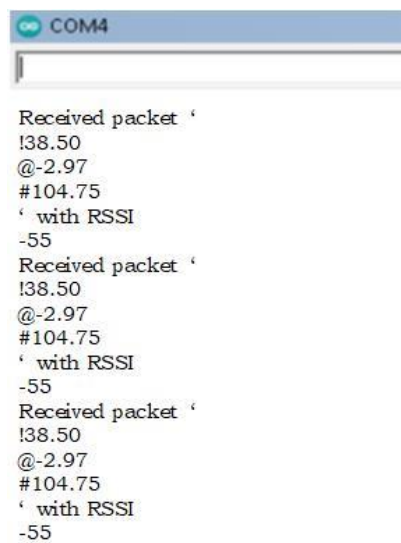 COM4
Received packet ‘
!38.50
@-2.97
#104.75
‘ with RSSI
-55
Received packet ‘
!38.50
@-2.97
#104.75
‘ with RSSI
-55
Received packet ‘
!38.50
@-2.97
#104.75
‘ with RSSI
-55